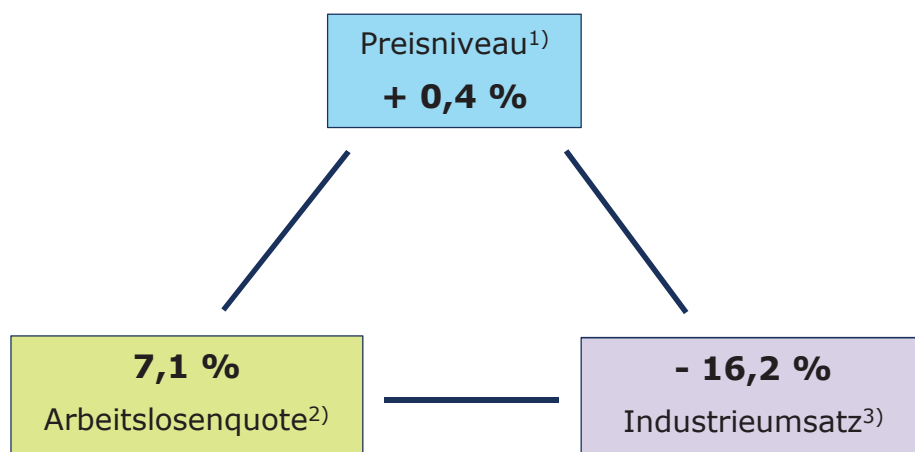 Preisniveau1)
+ 0,4 %
7,1 %
Arbeitslosenquote2)
- 16,2 %
Industrieumsatz3)